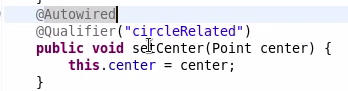 @Autowired
@Qualifier("circleRelated")
public void setCenter(Point center) {
this.center = center;
}